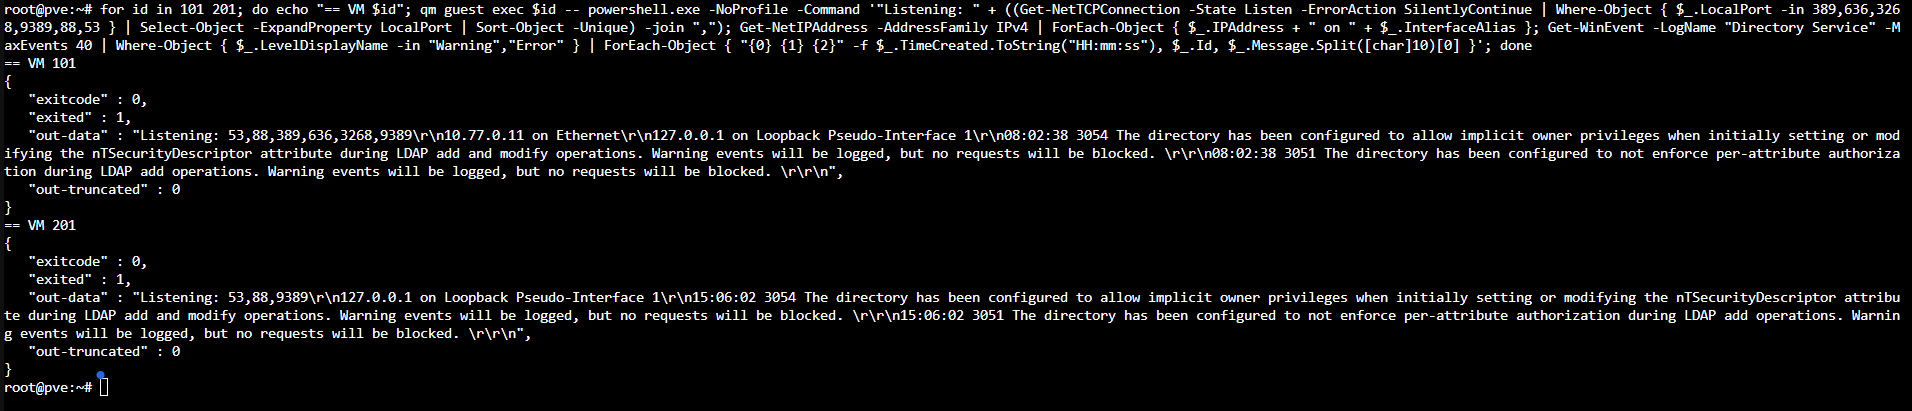 root@pve:~# for id in 101 201; do echo "== VM $id"; qm guest exec $id -- powershell.exe -NoProfile -Command '"Listening: " + ((Get-NetTCPConnection -State Listen -ErrorAction SilentlyContinue | Where-Object { $_.LocalPort -in 389,636,326
8,9389,88,53 } | Select-Object -ExpandProperty LocalPort | Sort-Object -Unique) -join ","); Get-NetIPAddress -AddressFamily IPv4 | ForEach-Object { $_.IPAddress + " on " + $_.InterfaceAlias }; Get-WinEvent -LogName "Directory Service" -M
axEvents 40 | Where-Object { $_.LevelDisplayName -in "Warning","Error" } | ForEach-Object { "{0} {1} {2}" -f $_.TimeCreated.ToString("HH:mm:ss"), $_.Id, $_.Message.Split([char]10)[0] }'; done
== VM 101
{
   "exitcode" : 0,
   "exited" : 1,
   "out-data" : "Listening: 53,88,389,636,3268,9389\r\n10.77.0.11 on Ethernet\r\n127.0.0.1 on Loopback Pseudo-Interface 1\r\n08:02:38 3054 The directory has been configured to allow implicit owner privileges when initially setting or mod
ifying the nTSecurityDescriptor attribute during LDAP add and modify operations. Warning events will be logged, but no requests will be blocked. \r\r\n08:02:38 3051 The directory has been configured to not enforce per-attribute authoriza
tion during LDAP add operations. Warning events will be logged, but no requests will be blocked. \r\r\n",
   "out-truncated" : 0
}
== VM 201
{
   "exitcode" : 0,
   "exited" : 1,
   "out-data" : "Listening: 53,88,9389\r\n127.0.0.1 on Loopback Pseudo-Interface 1\r\n15:06:02 3054 The directory has been configured to allow implicit owner privileges when initially setting or modifying the nTSecurityDescriptor attribu
te during LDAP add and modify operations. Warning events will be logged, but no requests will be blocked. \r\r\n15:06:02 3051 The directory has been configured to not enforce per-attribute authorization during LDAP add operations. Warnin
g events will be logged, but no requests will be blocked. \r\r\n",
   "out-truncated" : 0
}
root@pve:~#